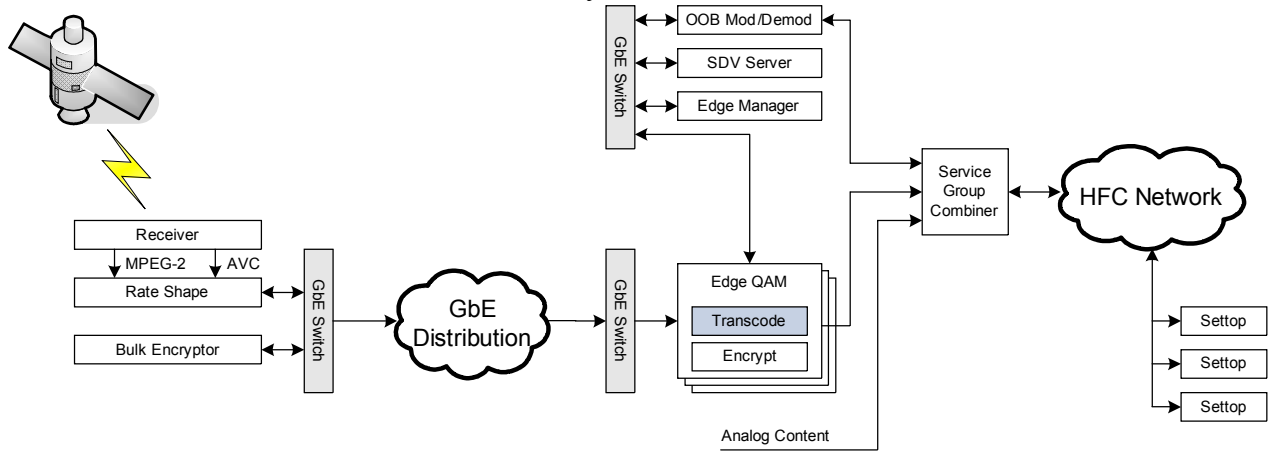 OOB Mod/Demod
SDV Server
Edge Manager
GbE Switch
Service
Group
Combiner
HFC Network
Receiver
MPEG-2
AVC
Rate Shape
Bulk Encryptor
GbE Switch
GbE
Distribution
GbE Switch
Edge QAM
Transcode
Encrypt
Settop
Settop
Settop
Analog Content